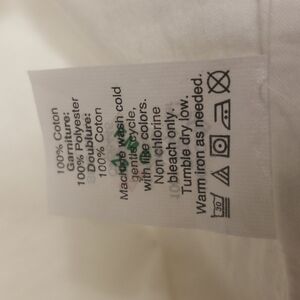 100% Coton
Garniture:
100% Polyester
Doublure:
100% Coton
Machine wash cold
gentle cycle,
with like colors.
Non chlorine
bleach only.
Tumble dry low.
Warm iron as needed.
30